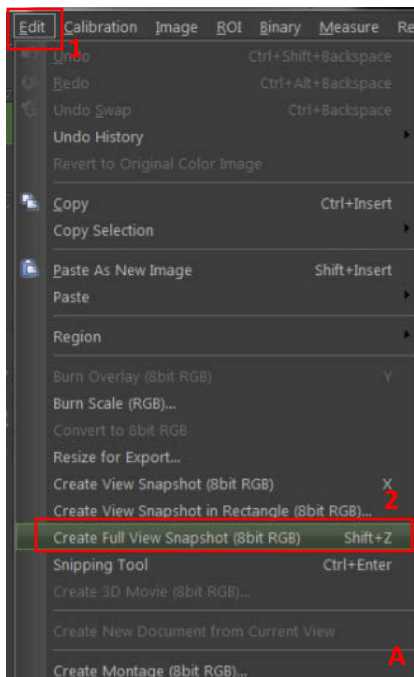 Edit Calibration Image ROI Binary Measure Re
1
Undo Ctrl+Shift+Backspace
Redo Ctrl+Alt+Backspace
Undo Swap Ctrl+Backspace
Undo History
Revert to Original Color Image
Copy Ctrl+Insert
Copy Selection
Paste As New Image Shift+Insert
Paste
Region
Burn Overlay (8bit RGB) Y
Burn Scale (RGB)...
Convert to 8bit RGB
Resize for Export...
Create View Snapshot (8bit RGB) X
2
Create View Snapshot in Rectangle (8bit RGB)...
Create Full View Snapshot (8bit RGB) Shift+Z
Snipping Tool Ctrl+Enter
Create 3D Movie (8bit RGB)...
Create New Document from Current View
A
Create Montage (8bit RGB)...